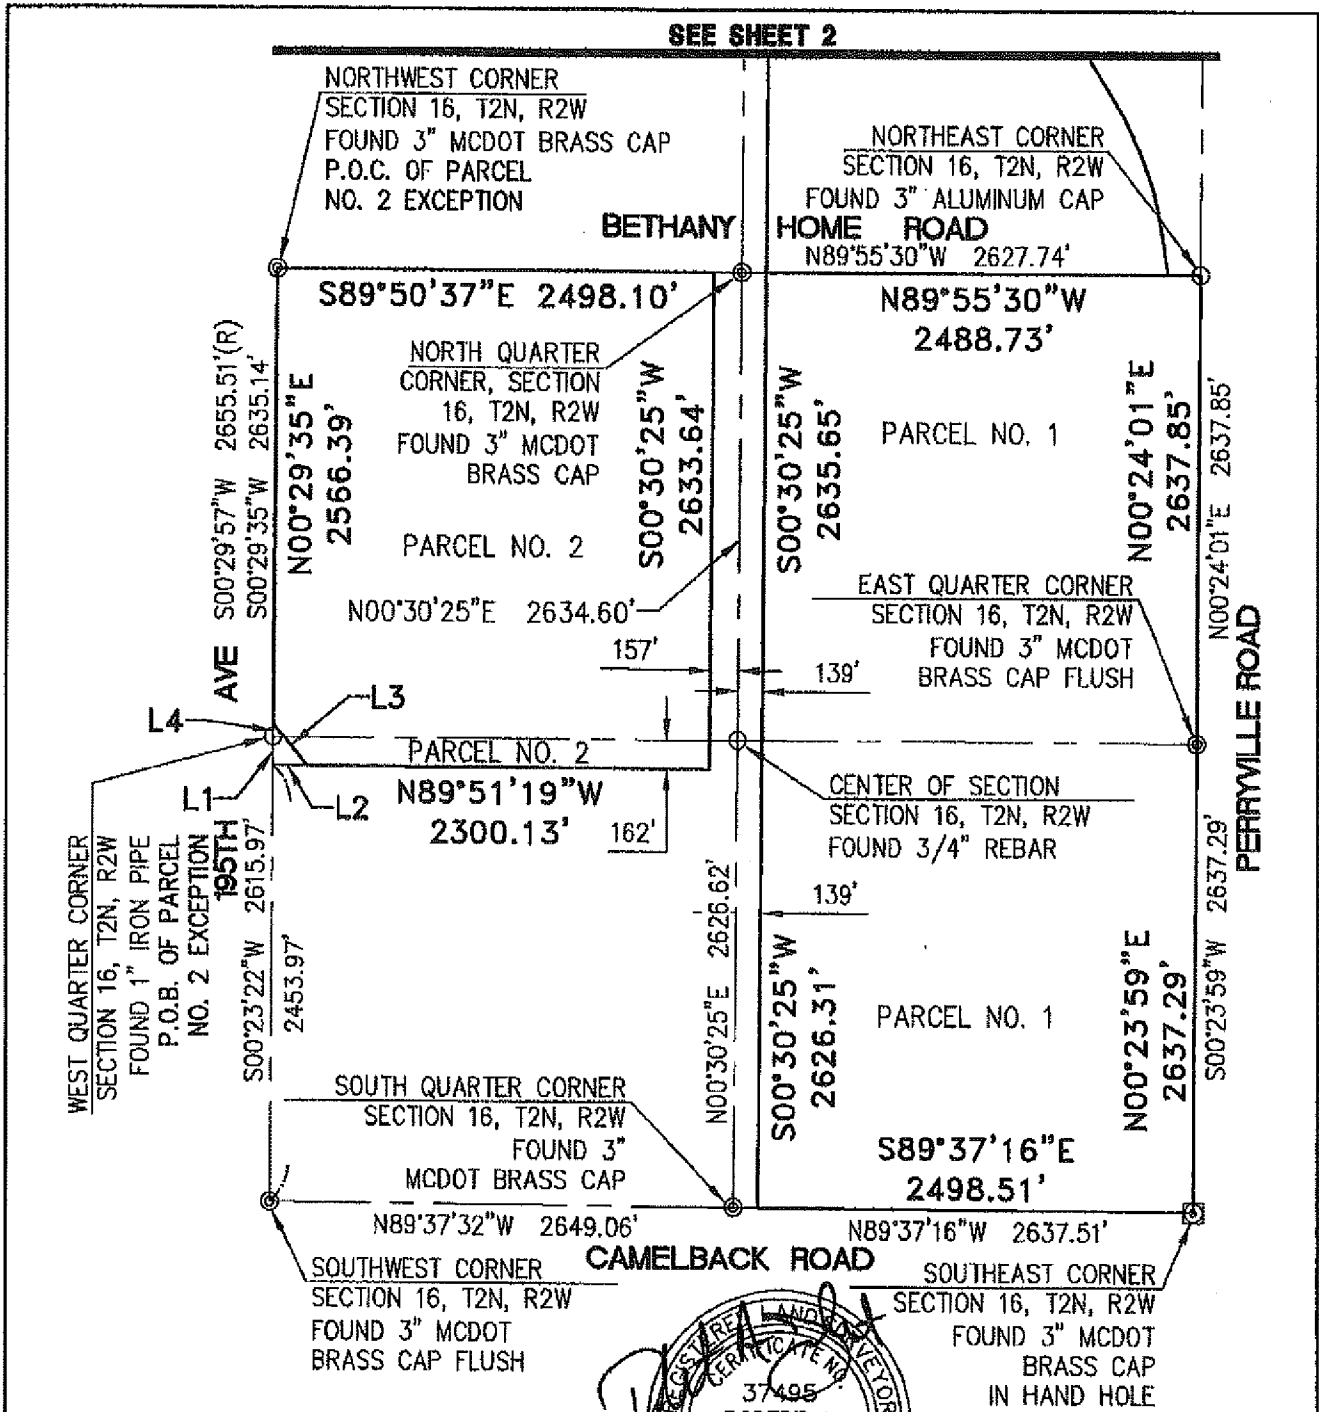 SEE SHEET 2
NORTHWEST CORNER
SECTION 16, T2N, R2W
FOUND 3" MCDOT BRASS CAP
P.O.C. OF PARCEL
NO. 2 EXCEPTION
NORTHEAST CORNER
SECTION 16, T2N, R2W
FOUND 3" ALUMINUM CAP
BETHANY HOME ROAD
N89°55'30"W 2627.74'
S89°50'37"E 2498.10'
N89°55'30"W
2488.73'
NORTH QUARTER
CORNER, SECTION
16, T2N, R2W
FOUND 3" MCDOT
BRASS CAP
S00°29'57"W 2655.51'(R)
S00°29'35"W 2635.14'
N00°29'35"E
2566.39'
S00°30'25"W
2633.64'
S00°30'25"W
2635.65'
PARCEL NO. 1
N00°24'01"E
2637.85'
N00°24'01"E 2637.85'
PARCEL NO. 2
N00°30'25"E 2634.60'
EAST QUARTER CORNER
SECTION 16, T2N, R2W
FOUND 3" MCDOT
BRASS CAP FLUSH
157'
139'
195TH AVE
PERRYVILLE ROAD
L4
L3
PARCEL NO. 2
L1
L2
N89°51'19"W
2300.13'
162'
CENTER OF SECTION
SECTION 16, T2N, R2W
FOUND 3/4" REBAR
WEST QUARTER CORNER
SECTION 16, T2N, R2W
FOUND 1" IRON PIPE
P.O.B. OF PARCEL
NO. 2 EXCEPTION
S00°23'22"W 2615.97'
2453.97'
N00°30'25"E 2626.62'
139'
S00°30'25"W
2626.31'
PARCEL NO. 1
N00°23'59"E
2637.29'
S00°23'59"W 2637.29'
SOUTH QUARTER CORNER
SECTION 16, T2N, R2W
FOUND 3"
MCDOT BRASS CAP
S89°37'16"E
2498.51'
N89°37'32"W 2649.06'
N89°37'16"W 2637.51'
CAMELBACK ROAD
SOUTHWEST CORNER
SECTION 16, T2N, R2W
FOUND 3" MCDOT
BRASS CAP FLUSH
SOUTHEAST CORNER
SECTION 16, T2N, R2W
FOUND 3" MCDOT
BRASS CAP
IN HAND HOLE
REGISTERED LAND SURVEYOR
CERTIFICATE NO.
37495